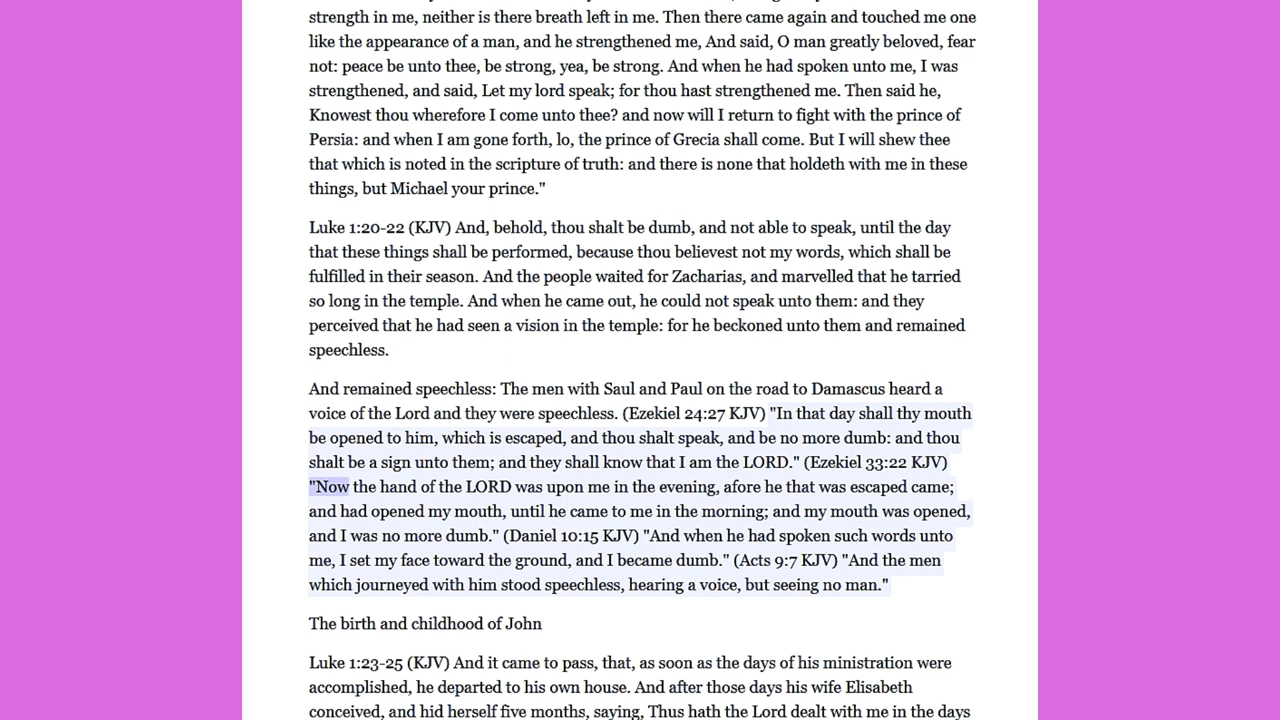 strength in me, neither is there breath left in me. Then there came again and touched me one
like the appearance of a man, and he strengthened me, And said, O man greatly beloved, fear
not: peace be unto thee, be strong, yea, be strong. And when he had spoken unto me, I was
strengthened, and said, Let my lord speak; for thou hast strengthened me. Then said he,
Knowest thou wherefore I come unto thee? and now will I return to fight with the prince of
Persia: and when I am gone forth, lo, the prince of Grecia shall come. But I will shew thee
that which is noted in the scripture of truth: and there is none that holdeth with me in these
things, but Michael your prince."
Luke 1:20-22 (KJV) And, behold, thou shalt be dumb, and not able to speak, until the day
that these things shall be performed, because thou believest not my words, which shall be
fulfilled in their season. And the people waited for Zacharias, and marvelled that he tarried
so long in the temple. And when he came out, he could not speak unto them: and they
perceived that he had seen a vision in the temple: for he beckoned unto them and remained
speechless.
And remained speechless: The men with Saul and Paul on the road to Damascus heard a
voice of the Lord and they were speechless. (Ezekiel 24:27 KJV) "In that day shall thy mouth
be opened to him, which is escaped, and thou shalt speak, and be no more dumb: and thou
shalt be a sign unto them; and they shall know that I am the LORD." (Ezekiel 33:22 KJV)
"Now the hand of the LORD was upon me in the evening, afore he that was escaped came;
and had opened my mouth, until he came to me in the morning; and my mouth was opened,
and I was no more dumb." (Daniel 10:15 KJV) "And when he had spoken such words unto
me, I set my face toward the ground, and I became dumb." (Acts 9:7 KJV) "And the men
which journeyed with him stood speechless, hearing a voice, but seeing no man."
The birth and childhood of John
Luke 1:23-25 (KJV) And it came to pass, that, as soon as the days of his ministration were
accomplished, he departed to his own house. And after those days his wife Elisabeth
conceived, and hid herself five months, saying, Thus hath the Lord dealt with me in the days